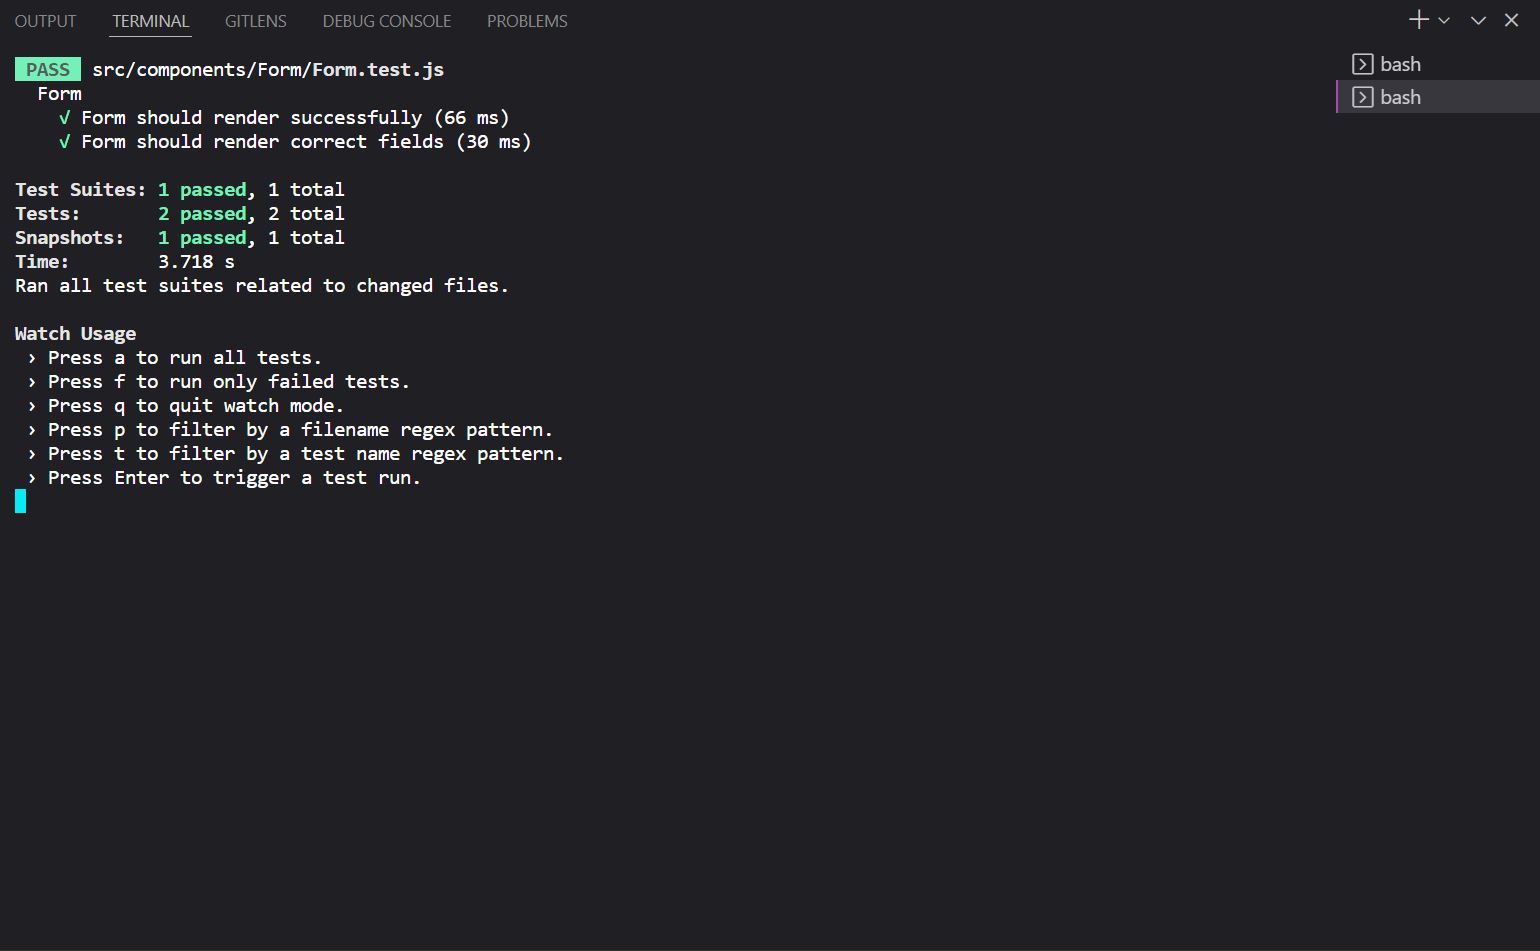 OUTPUT TERMINAL GITLENS DEBUG CONSOLE PROBLEMS
PASS src/components/Form/Form.test.js
Form
√ Form should render successfully (66 ms)
√ Form should render correct fields (30 ms)
Test Suites: 1 passed, 1 total
Tests: 2 passed, 2 total
Snapshots: 1 passed, 1 total
Time: 3.718 s
Ran all test suites related to changed files.
Watch Usage
› Press a to run all tests.
› Press f to run only failed tests.
› Press q to quit watch mode.
› Press p to filter by a filename regex pattern.
› Press t to filter by a test name regex pattern.
› Press Enter to trigger a test run.
bash
bash